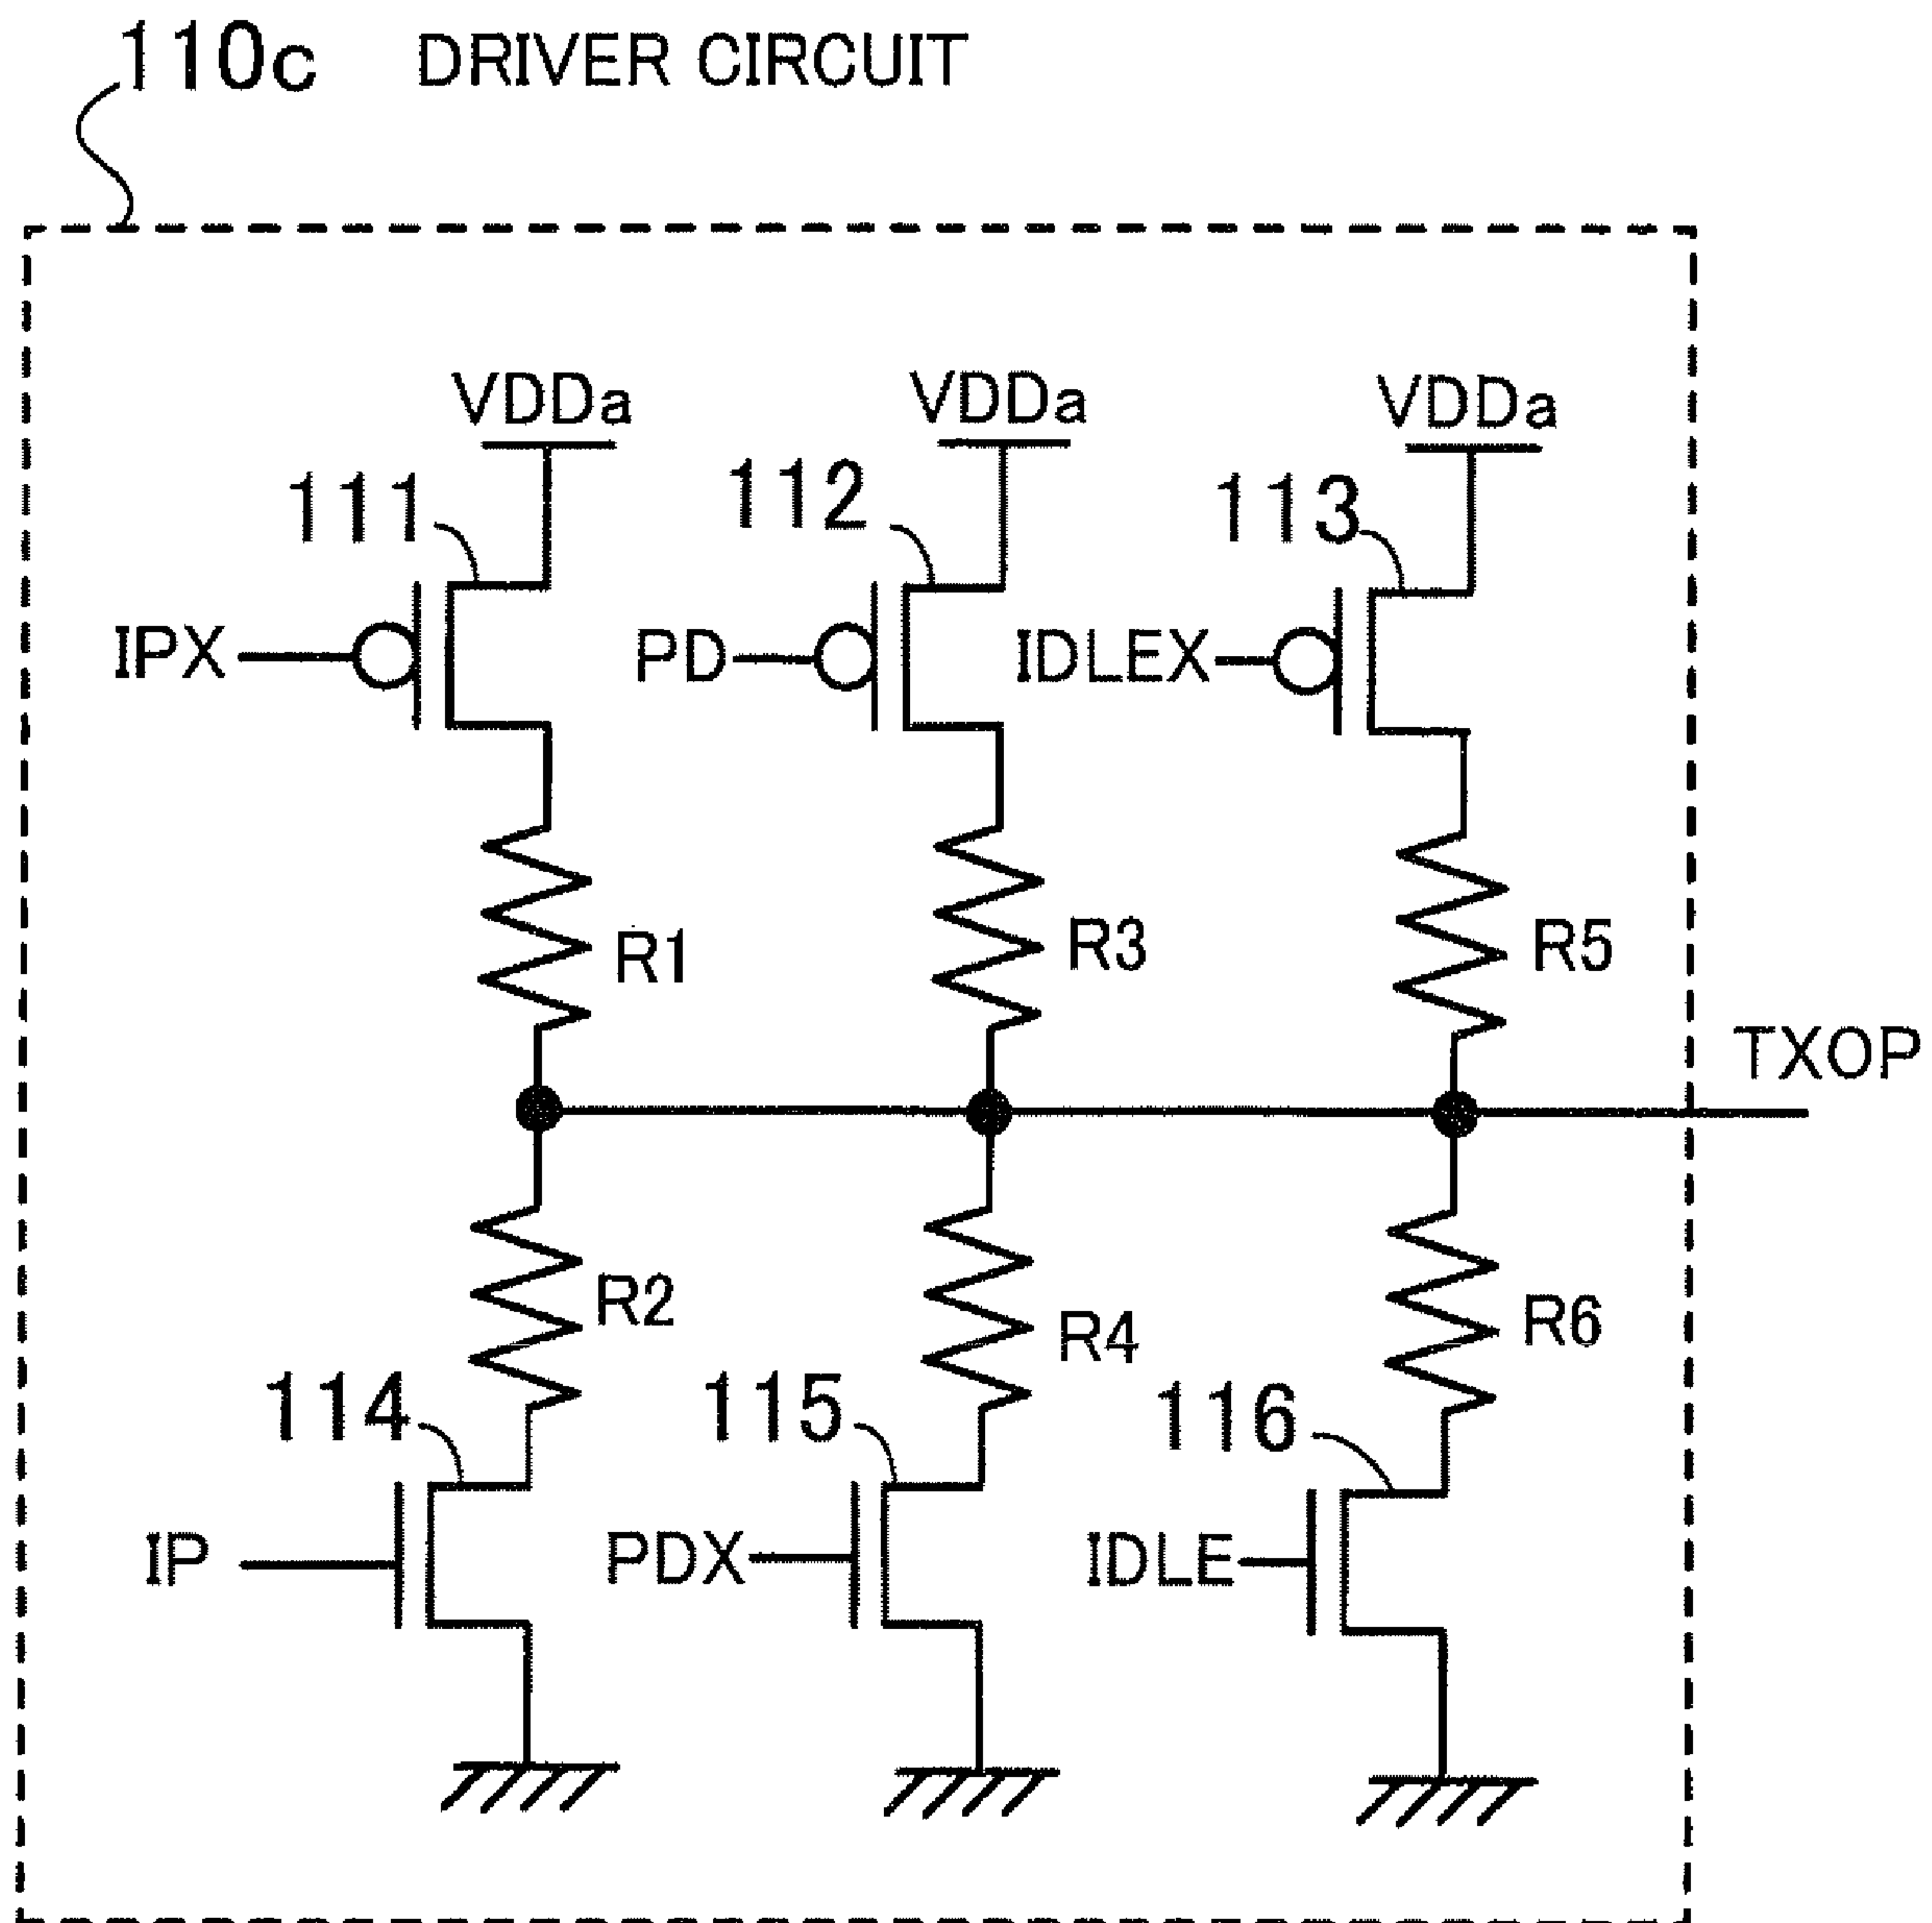 110c DRIVER CIRCUIT
VDDa VDDa VDDa
111 112 113
IPX PD IDLEX
R1 R3 R5
TXOP
R2 R4 R6
114 115 116
IP PDX IDLE